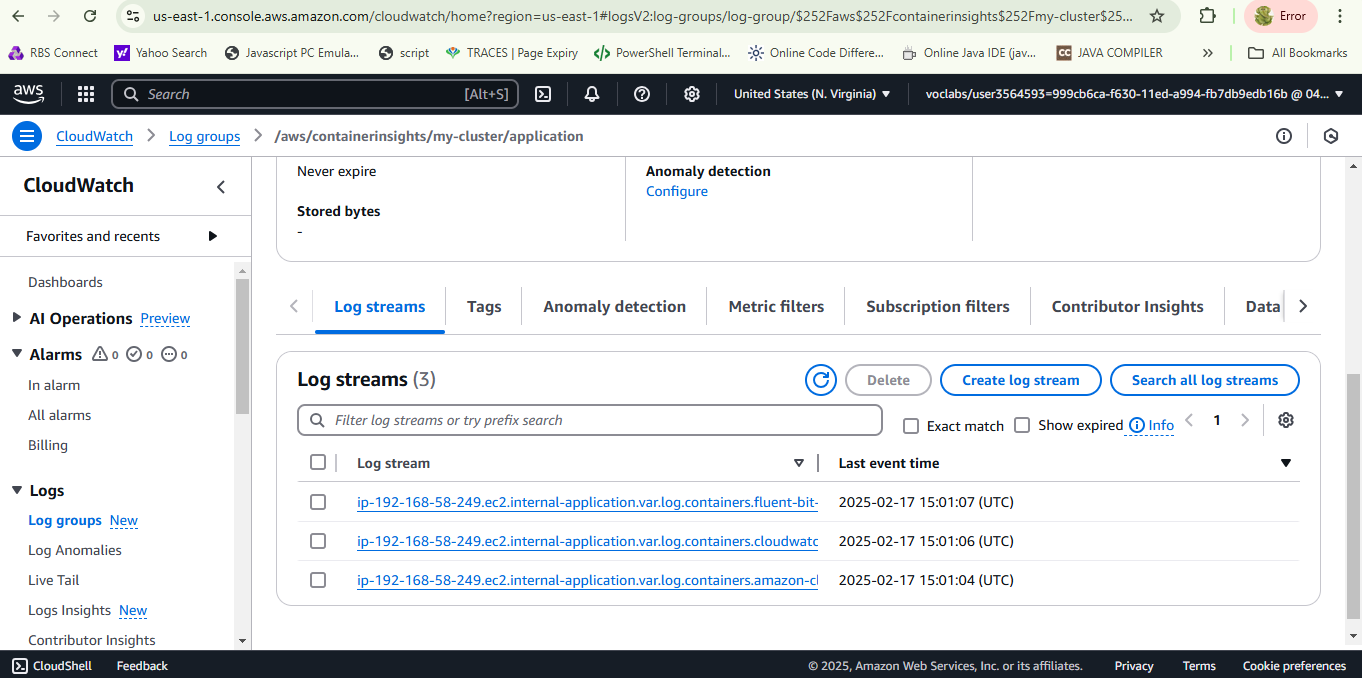 us-east-1.console.aws.amazon.com/cloudwatch/home?region=us-east-1#logsV2:log-groups/log-group/$252Faws$252Fcontainerinsights$252Fmy-cluster$25...
Error
RBS Connect
Yahoo Search
Javascript PC Emula...
script
TRACES | Page Expiry
PowerShell Terminal...
Online Code Differe...
Online Java IDE (jav...
CC JAVA COMPILER
»
All Bookmarks
aws
Search
[Alt+S]
United States (N. Virginia)
voclabs/user3564593=999cb6ca-f630-11ed-a994-fb7db9edb16b @ 04...
CloudWatch
Log groups
/aws/containerinsights/my-cluster/application
CloudWatch
Favorites and recents
Dashboards
AI Operations Preview
Alarms 0 0 0
In alarm
All alarms
Billing
Logs
Log groups New
Log Anomalies
Live Tail
Logs Insights New
Contributor Insights
Never expire
Stored bytes
-
Anomaly detection
Configure
Log streams
Tags
Anomaly detection
Metric filters
Subscription filters
Contributor Insights
Data
Log streams (3)
Delete
Create log stream
Search all log streams
Filter log streams or try prefix search
Exact match
Show expired
Info
1
Log stream
Last event time
ip-192-168-58-249.ec2.internal-application.var.log.containers.fluent-bit-
2025-02-17 15:01:07 (UTC)
ip-192-168-58-249.ec2.internal-application.var.log.containers.cloudwatc
2025-02-17 15:01:06 (UTC)
ip-192-168-58-249.ec2.internal-application.var.log.containers.amazon-cl
2025-02-17 15:01:04 (UTC)
CloudShell
Feedback
© 2025, Amazon Web Services, Inc. or its affiliates.
Privacy
Terms
Cookie preferences